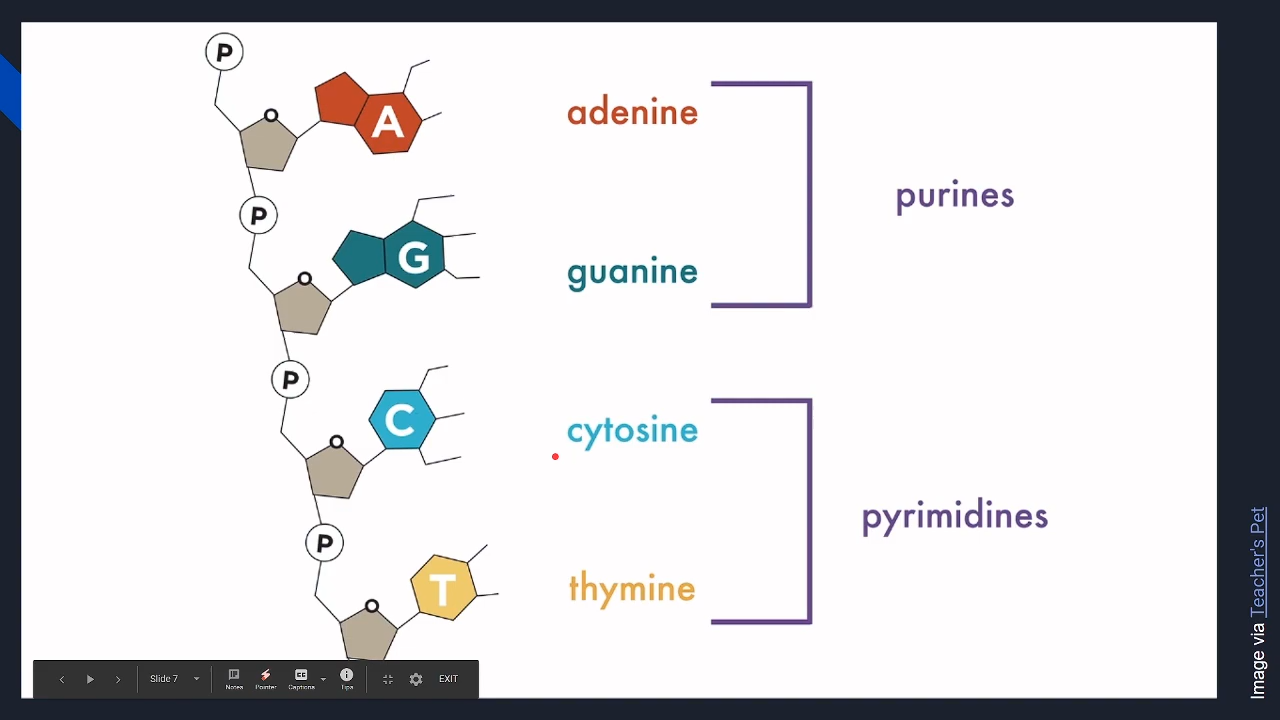 P
O
A
adenine
purines
P
O
G
guanine
P
O
C
cytosine
pyrimidines
P
O
T
thymine
Slide 7
Notes
Pointer
Captions
Tips
EXIT
Image via Teacher's Pet